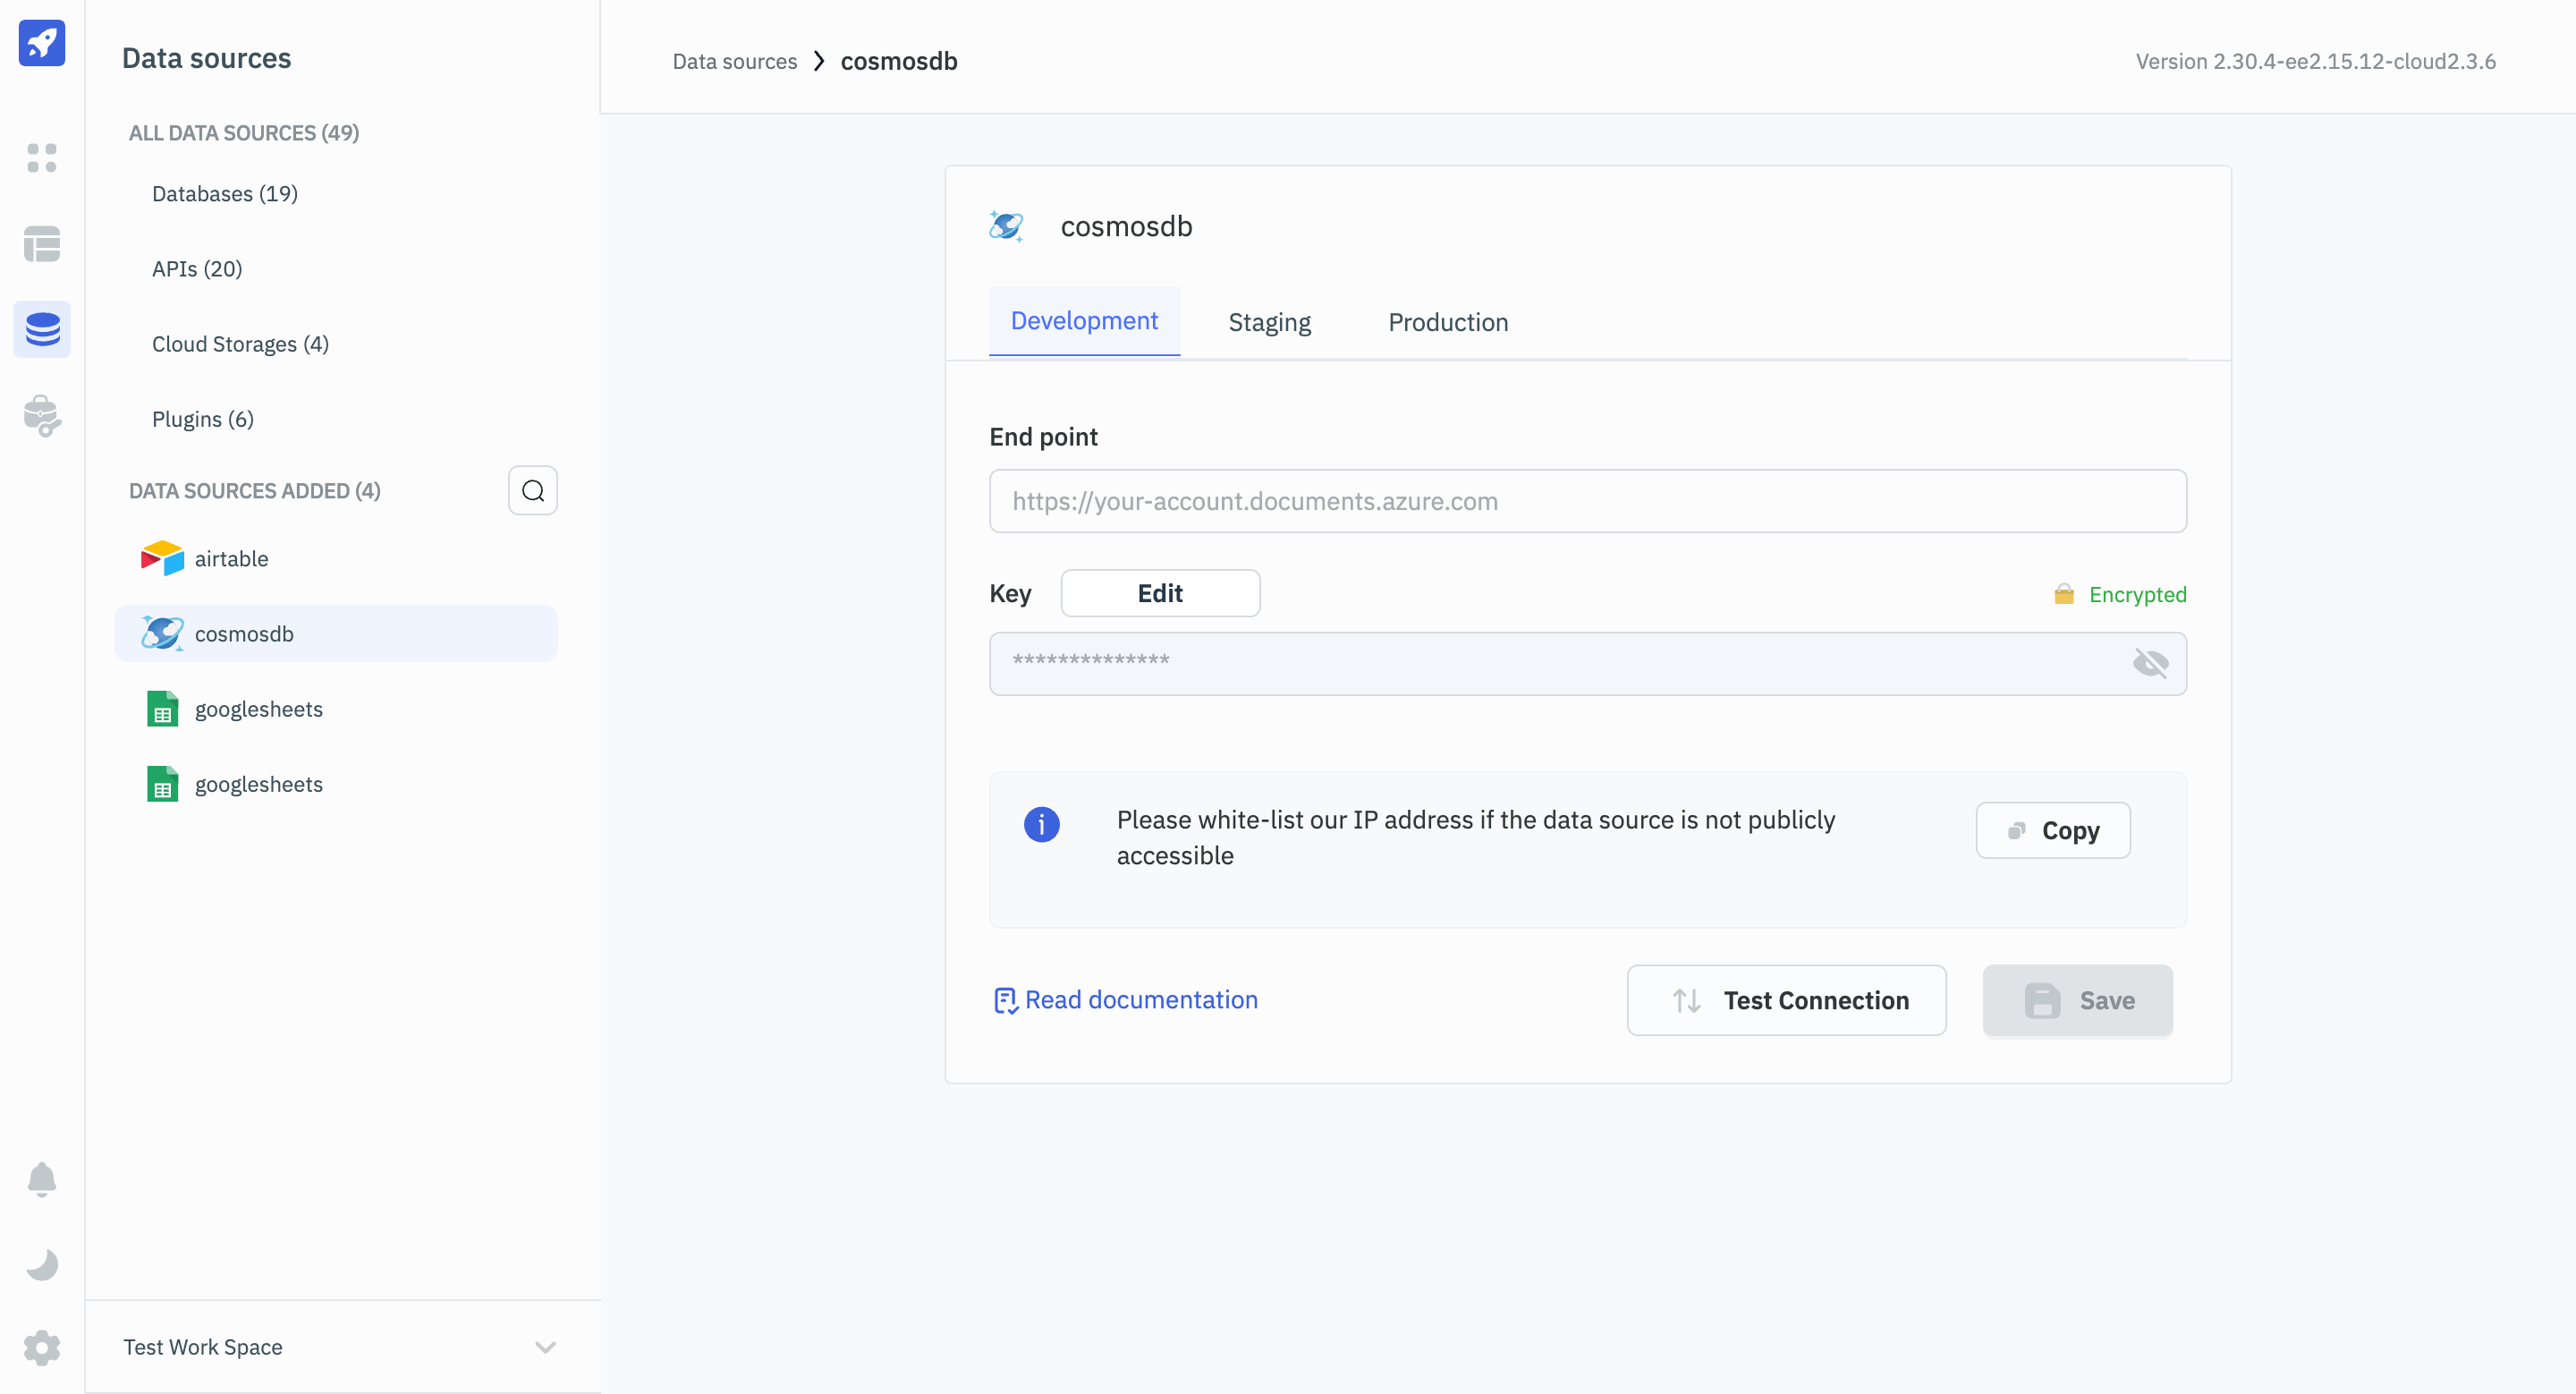 Data sources
ALL DATA SOURCES (49)
Databases (19)
APIs (20)
Cloud Storages (4)
Plugins (6)
DATA SOURCES ADDED (4)
airtable
cosmosdb
googlesheets
googlesheets
Test Work Space
Data sources
cosmosdb
Version 2.30.4-ee2.15.12-cloud2.3.6
cosmosdb
Development Staging Production
End point
https://your-account.documents.azure.com
Key Edit Encrypted
**************
Please white-list our IP address if the data source is not publicly
accessible
Copy
Read documentation
Test Connection
Save